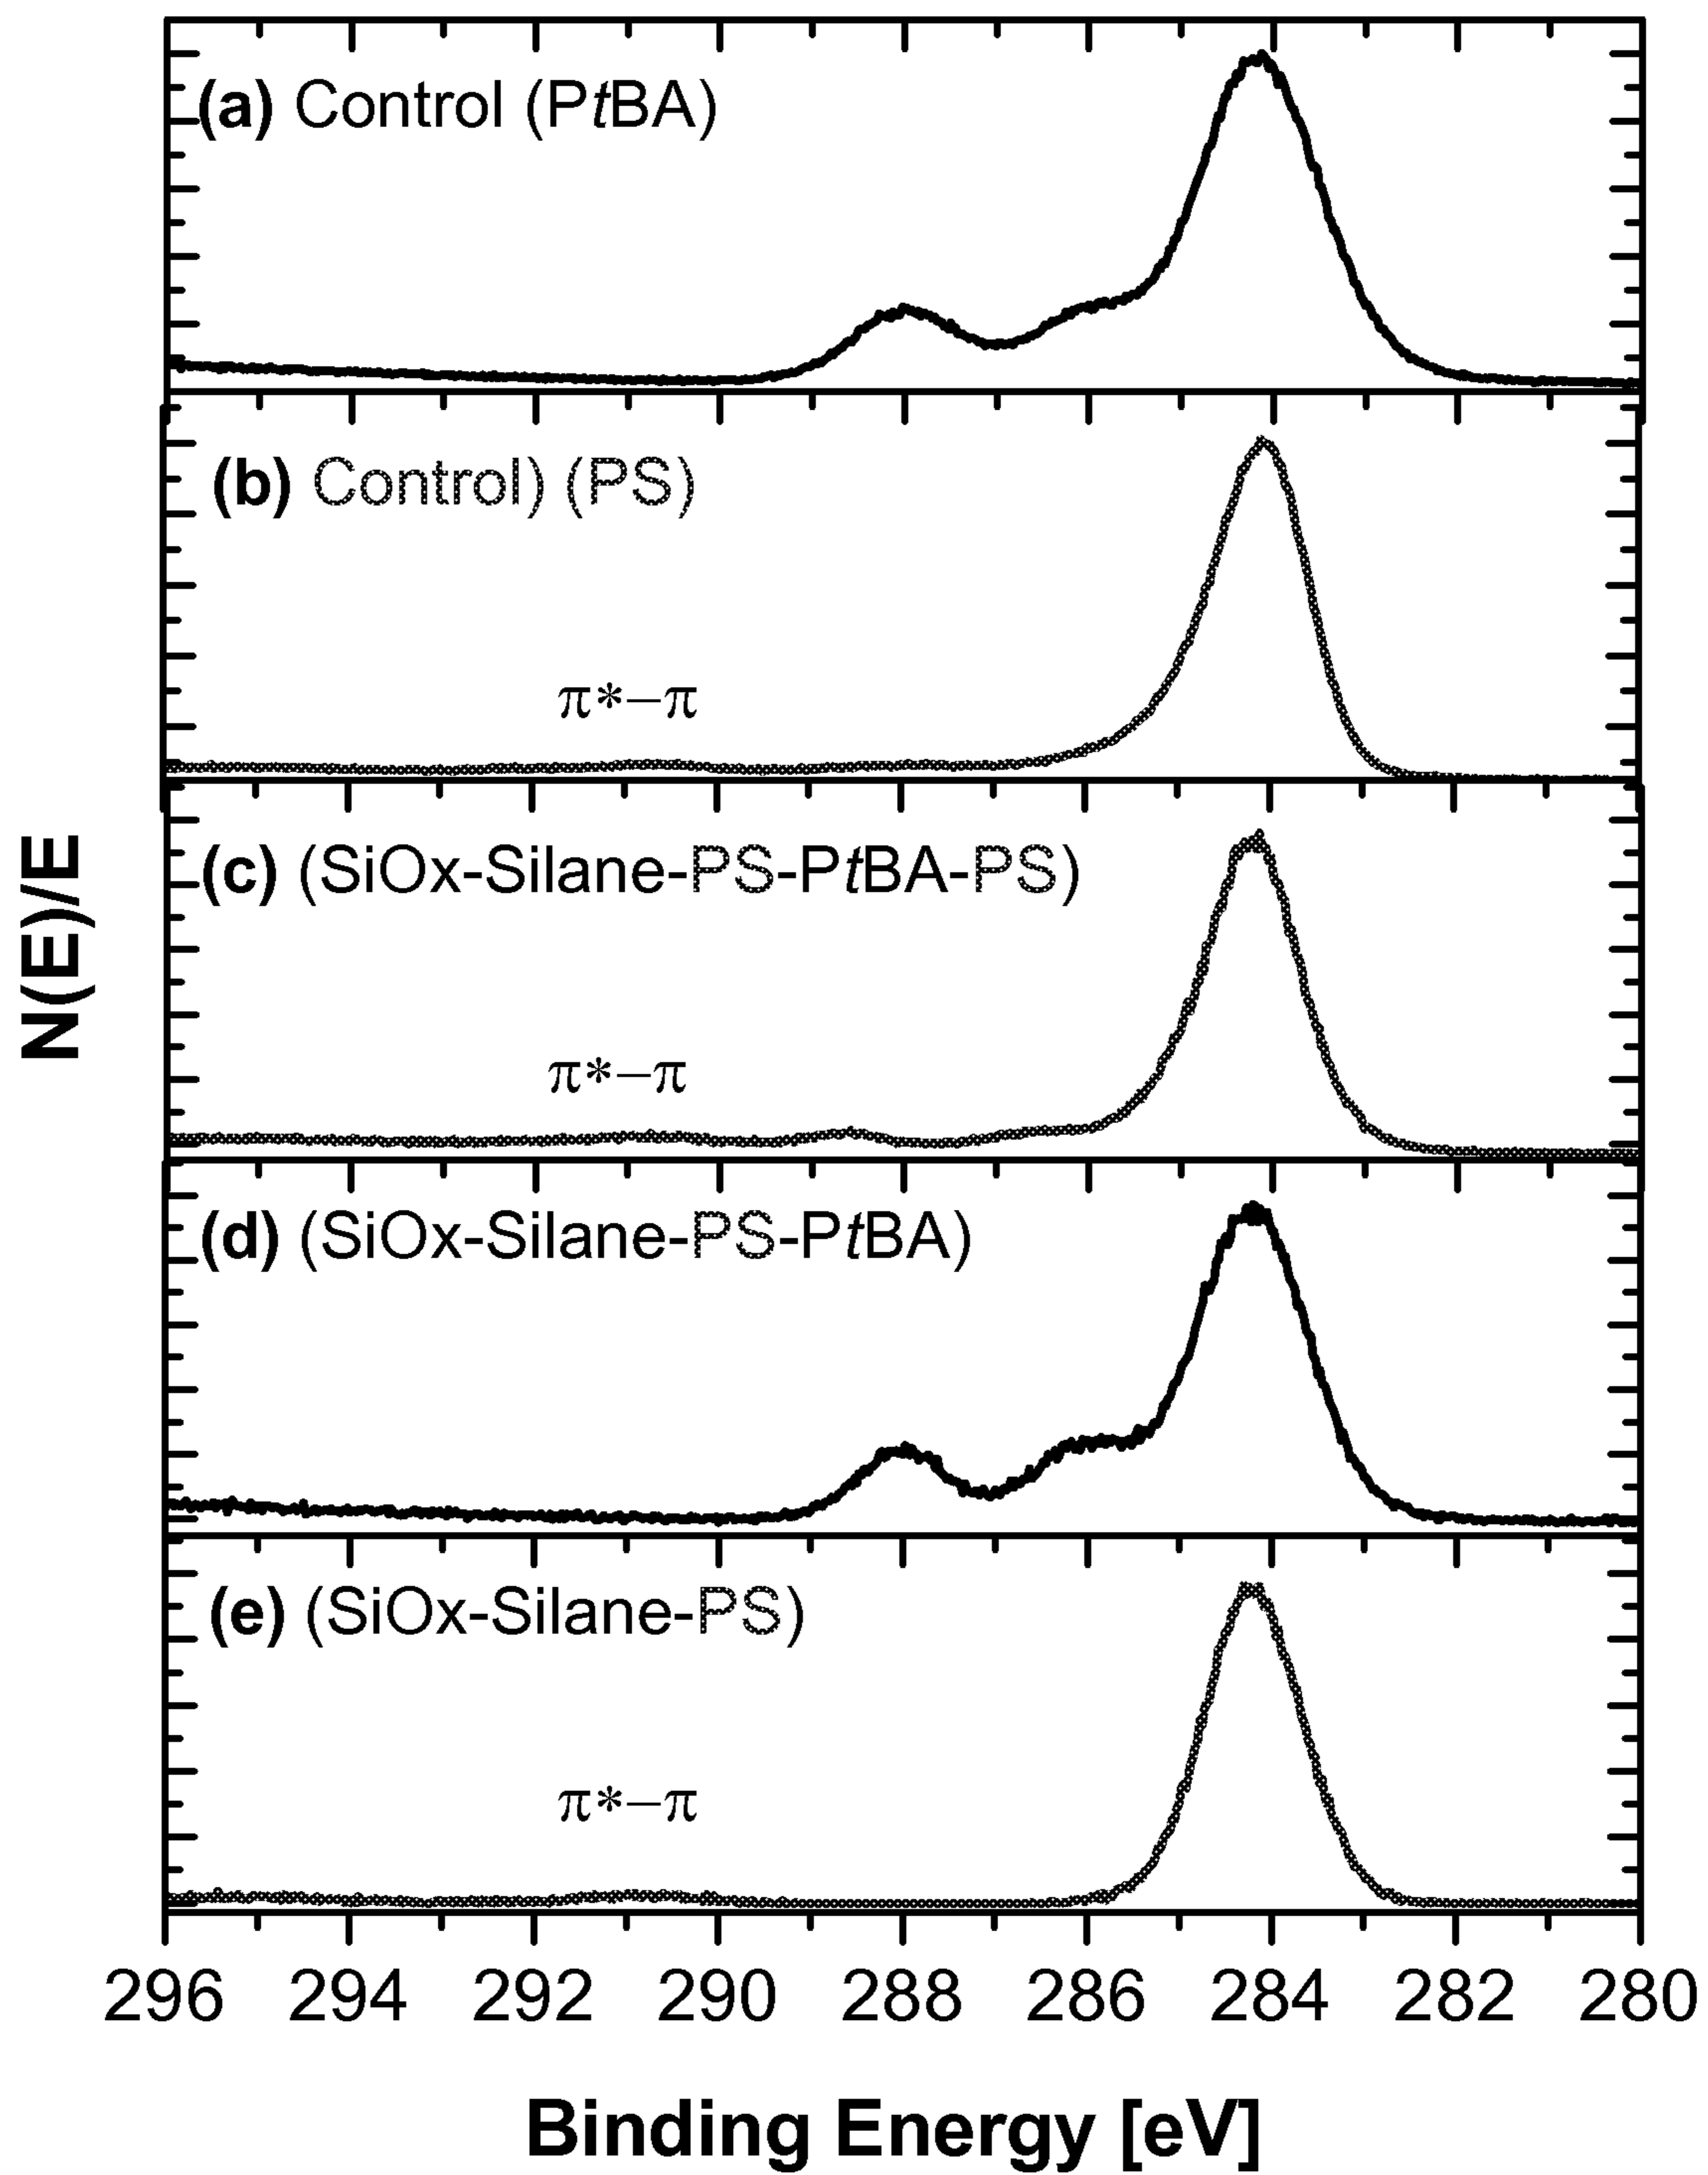 (a) Control (PtBA)
(b) Control) (PS)
π*–π
(c) (SiOx-Silane-PS-PtBA-PS)
π*–π
(d) (SiOx-Silane-PS-PtBA)
(e) (SiOx-Silane-PS)
π*–π
N(E)/E
296 294 292 290 288 286 284 282 280
Binding Energy [eV]